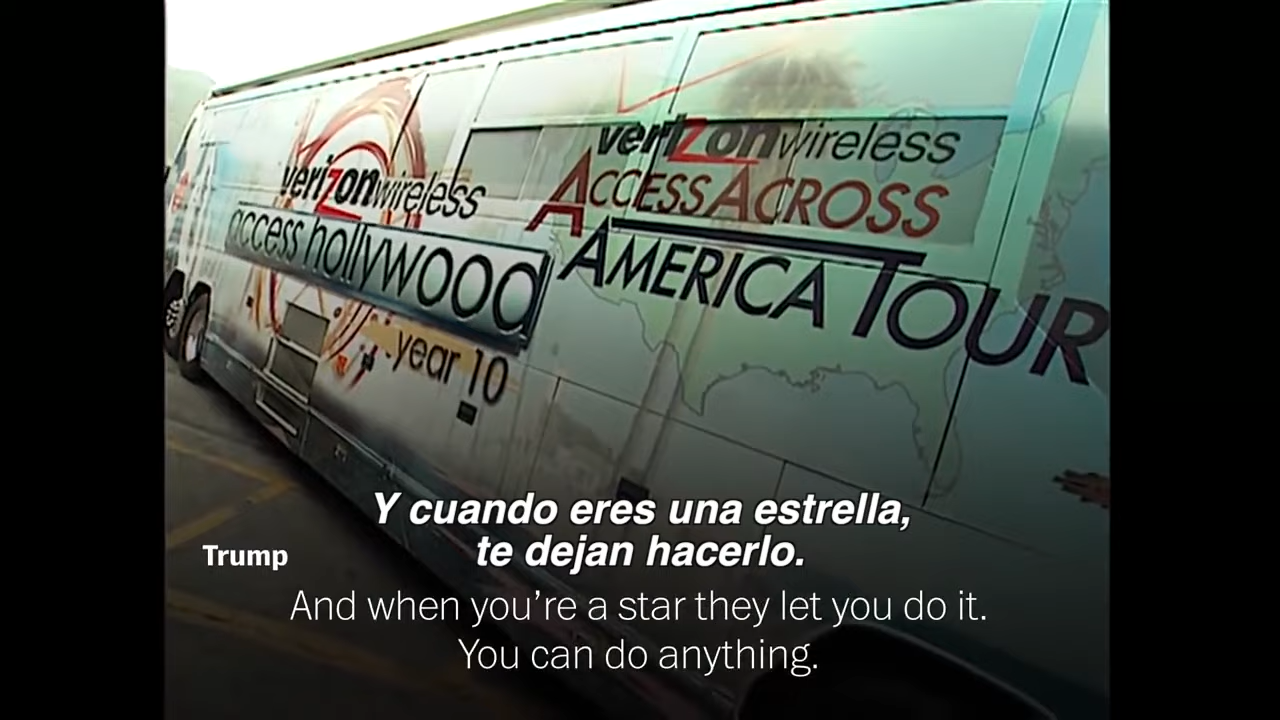 verizonwireless
access hollywood
year 10
verizonwireless
ACCESS ACROSS
AMERICA TOUR
Y cuando eres una estrella,
te dejan hacerlo.
Trump
And when you're a star they let you do it.
You can do anything.